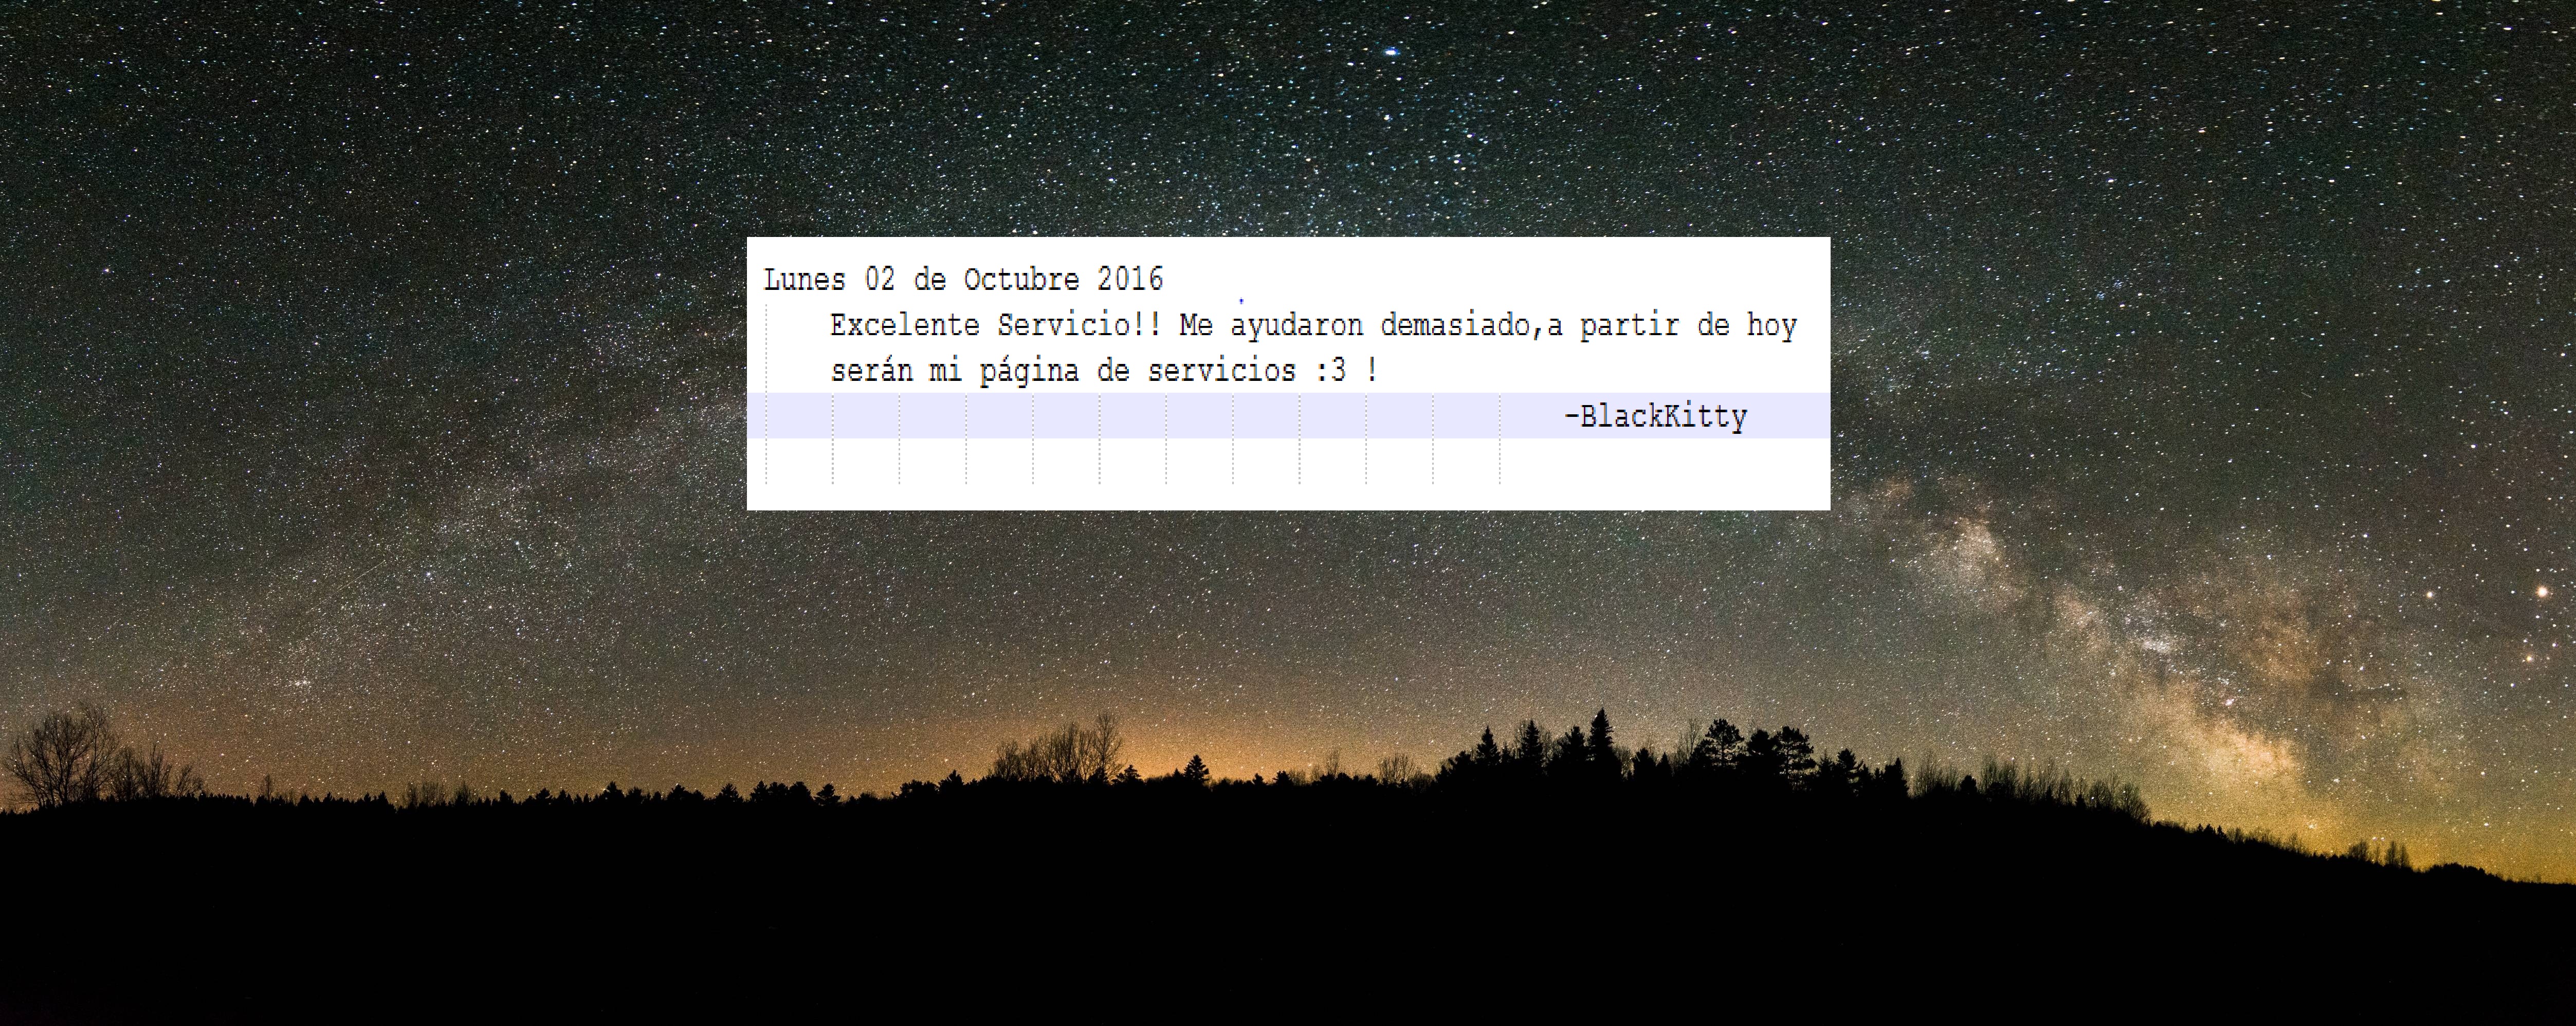 Lunes 02 de Octubre 2016
Excelente Servicio!! Me ayudaron demasiado,a partir de hoy
serán mi página de servicios :3 !
-BlackKitty